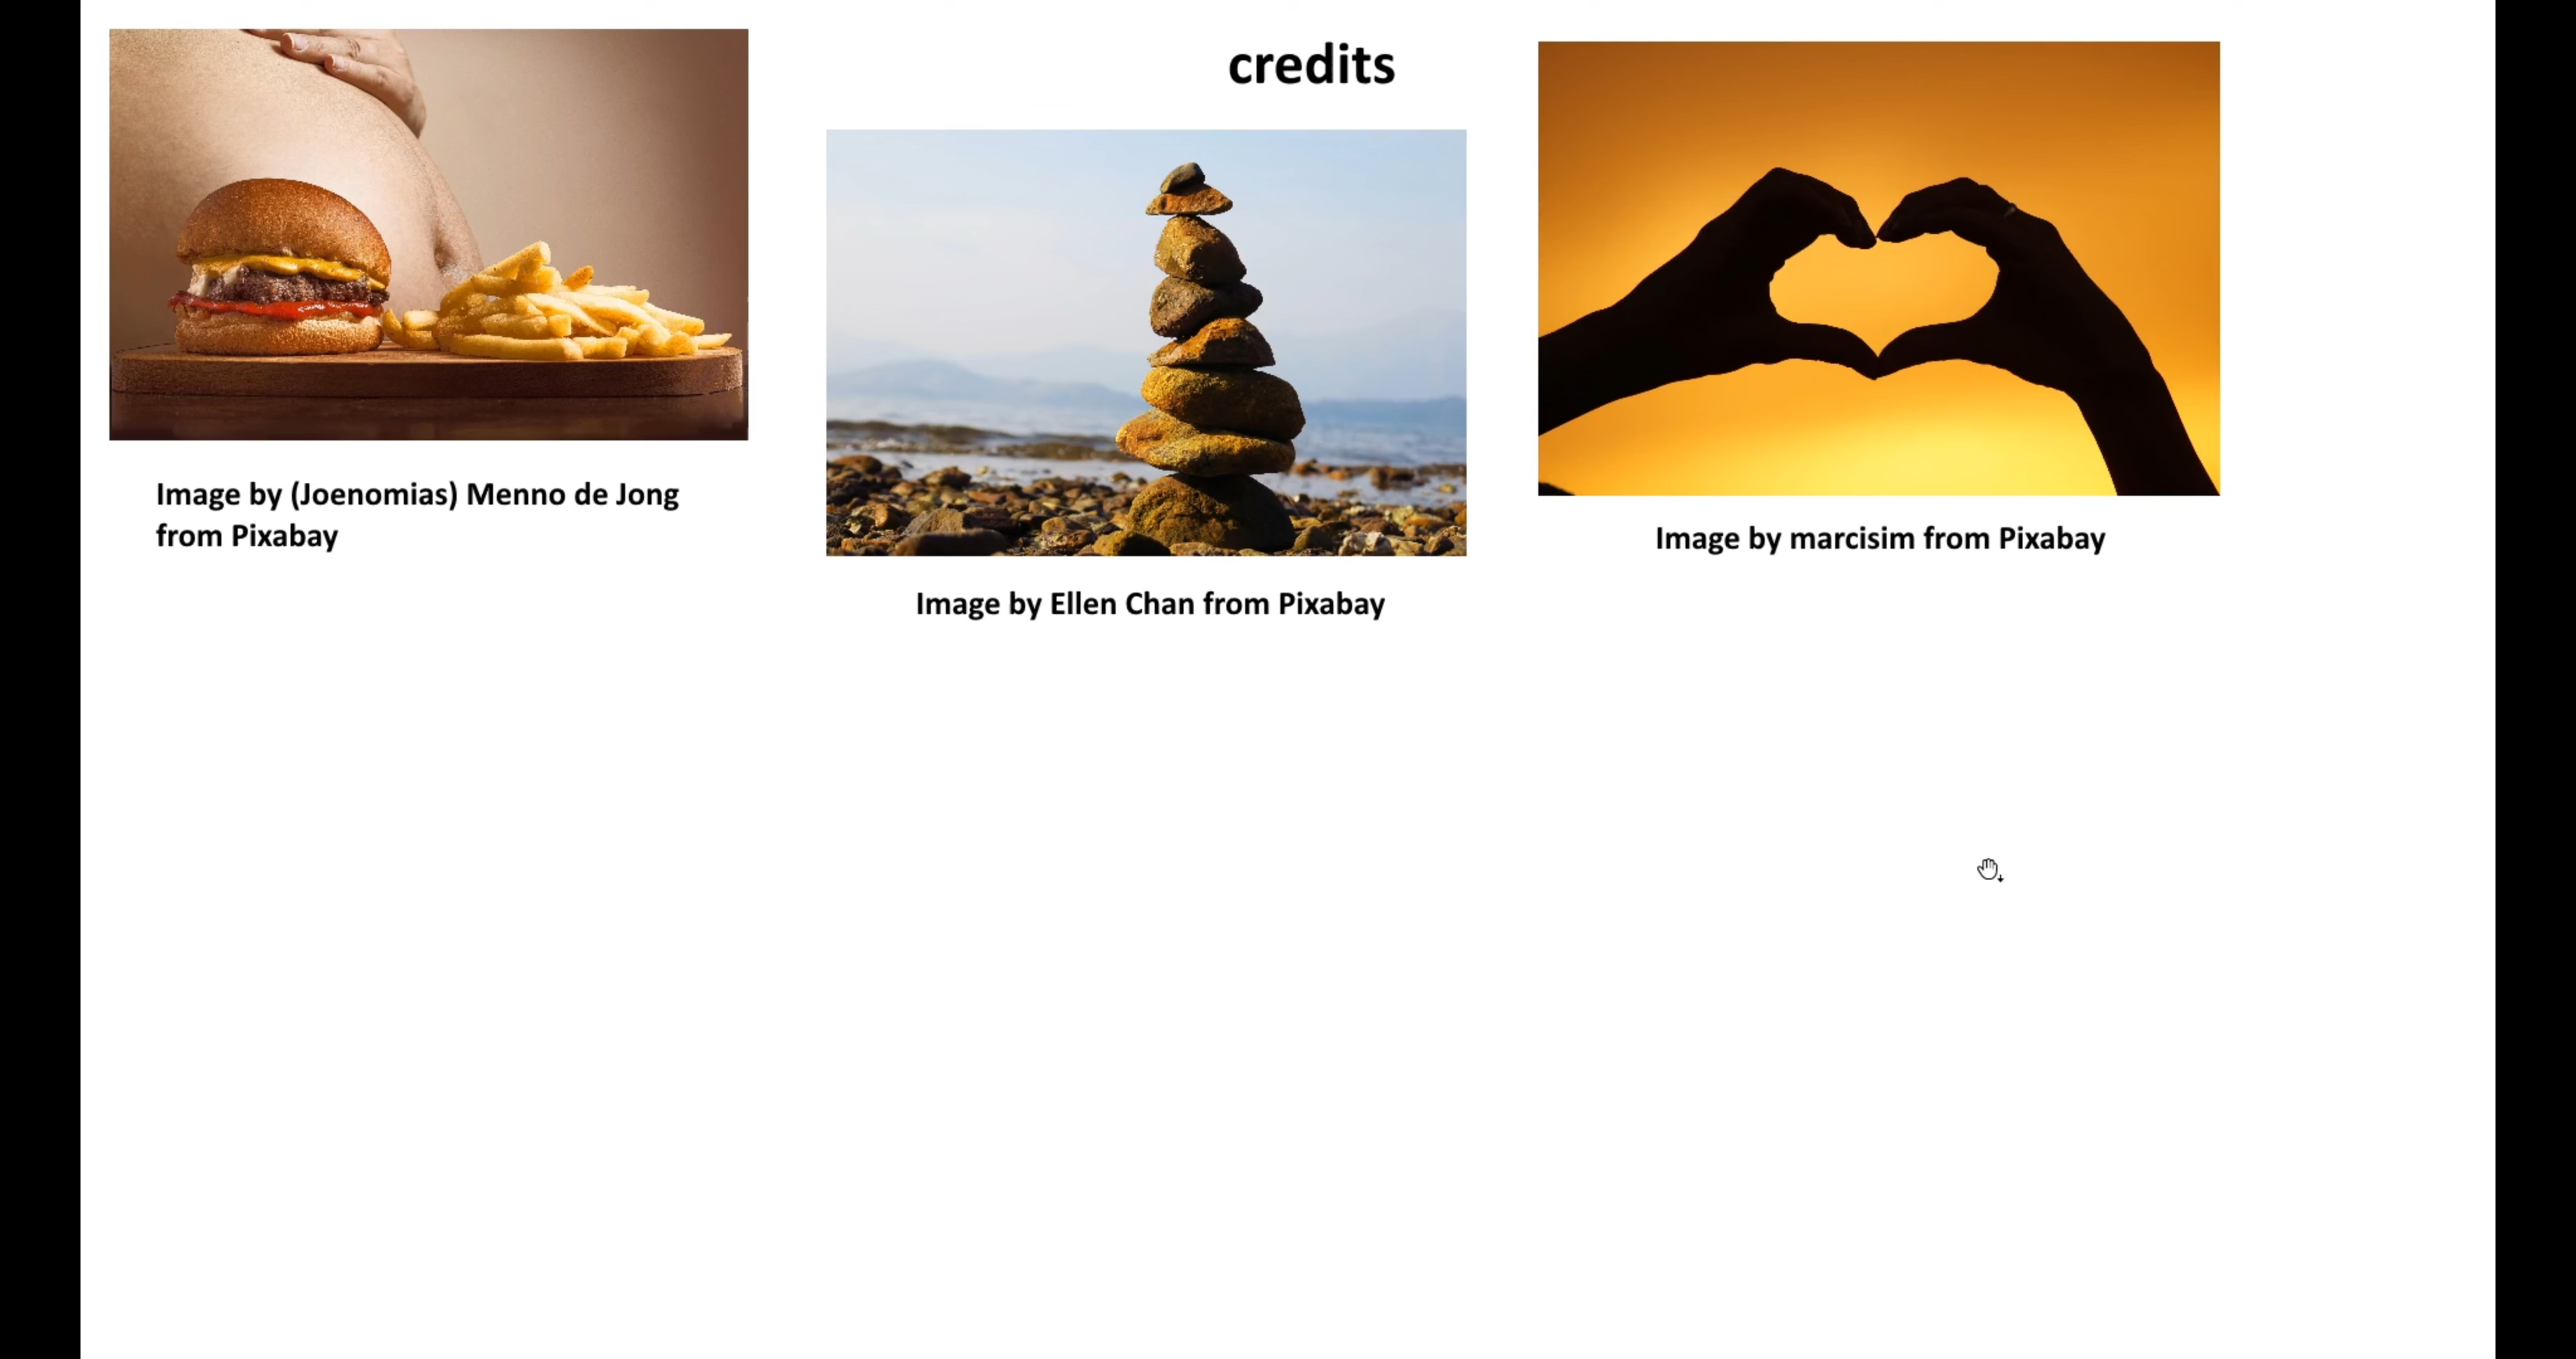 credits
Image by (Joenomias) Menno de Jong
from Pixabay
Image by Ellen Chan from Pixabay
Image by marcisim from Pixabay